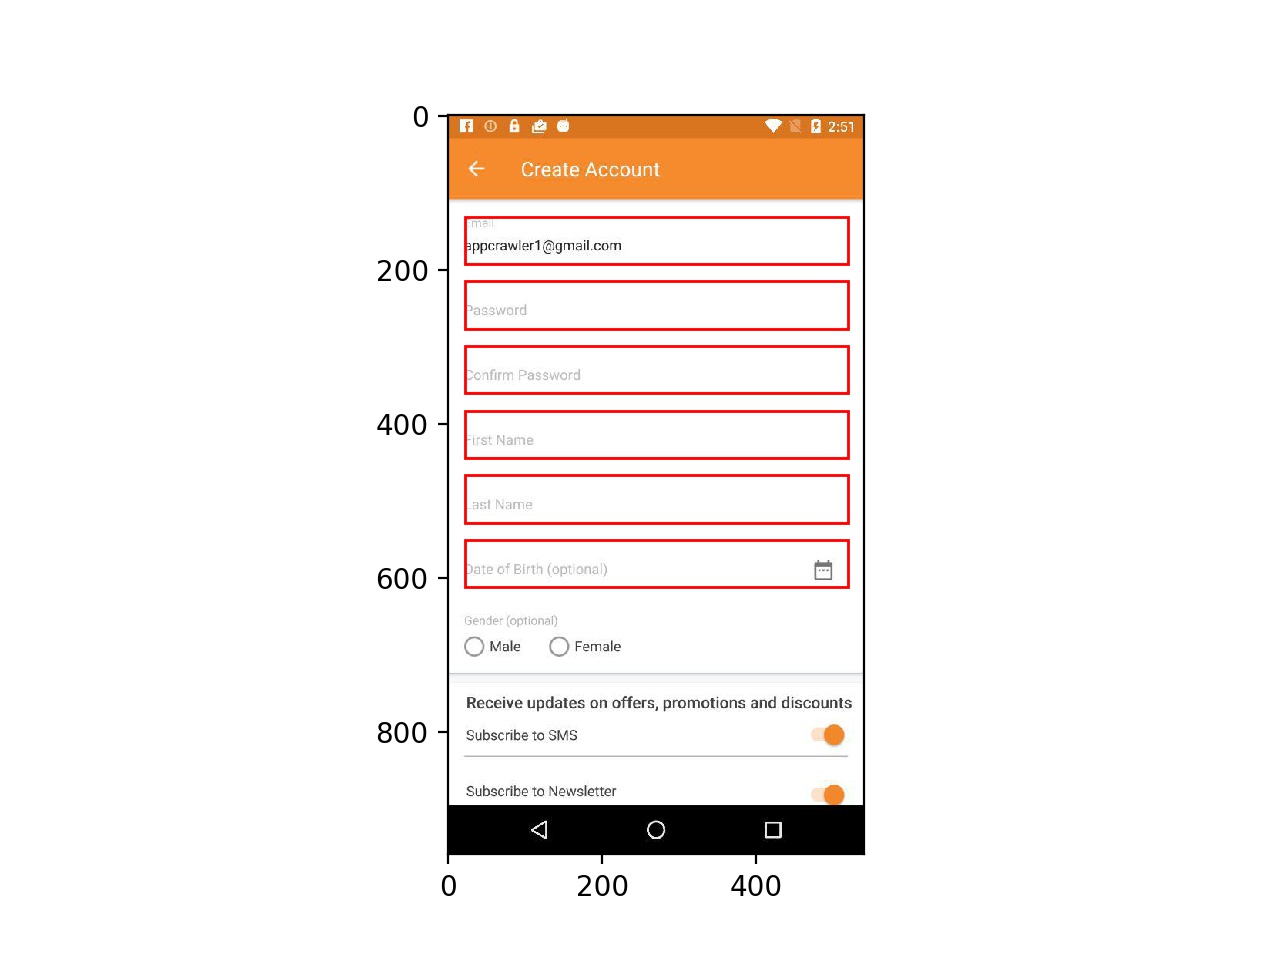 0
200
400
600
800
0
200
400
2:51
Create Account
Email
appcrawler1@gmail.com
Password
Confirm Password
First Name
Last Name
Date of Birth (optional)
Gender (optional)
Male Female
Receive updates on offers, promotions and discounts
Subscribe to SMS
Subscribe to Newsletter